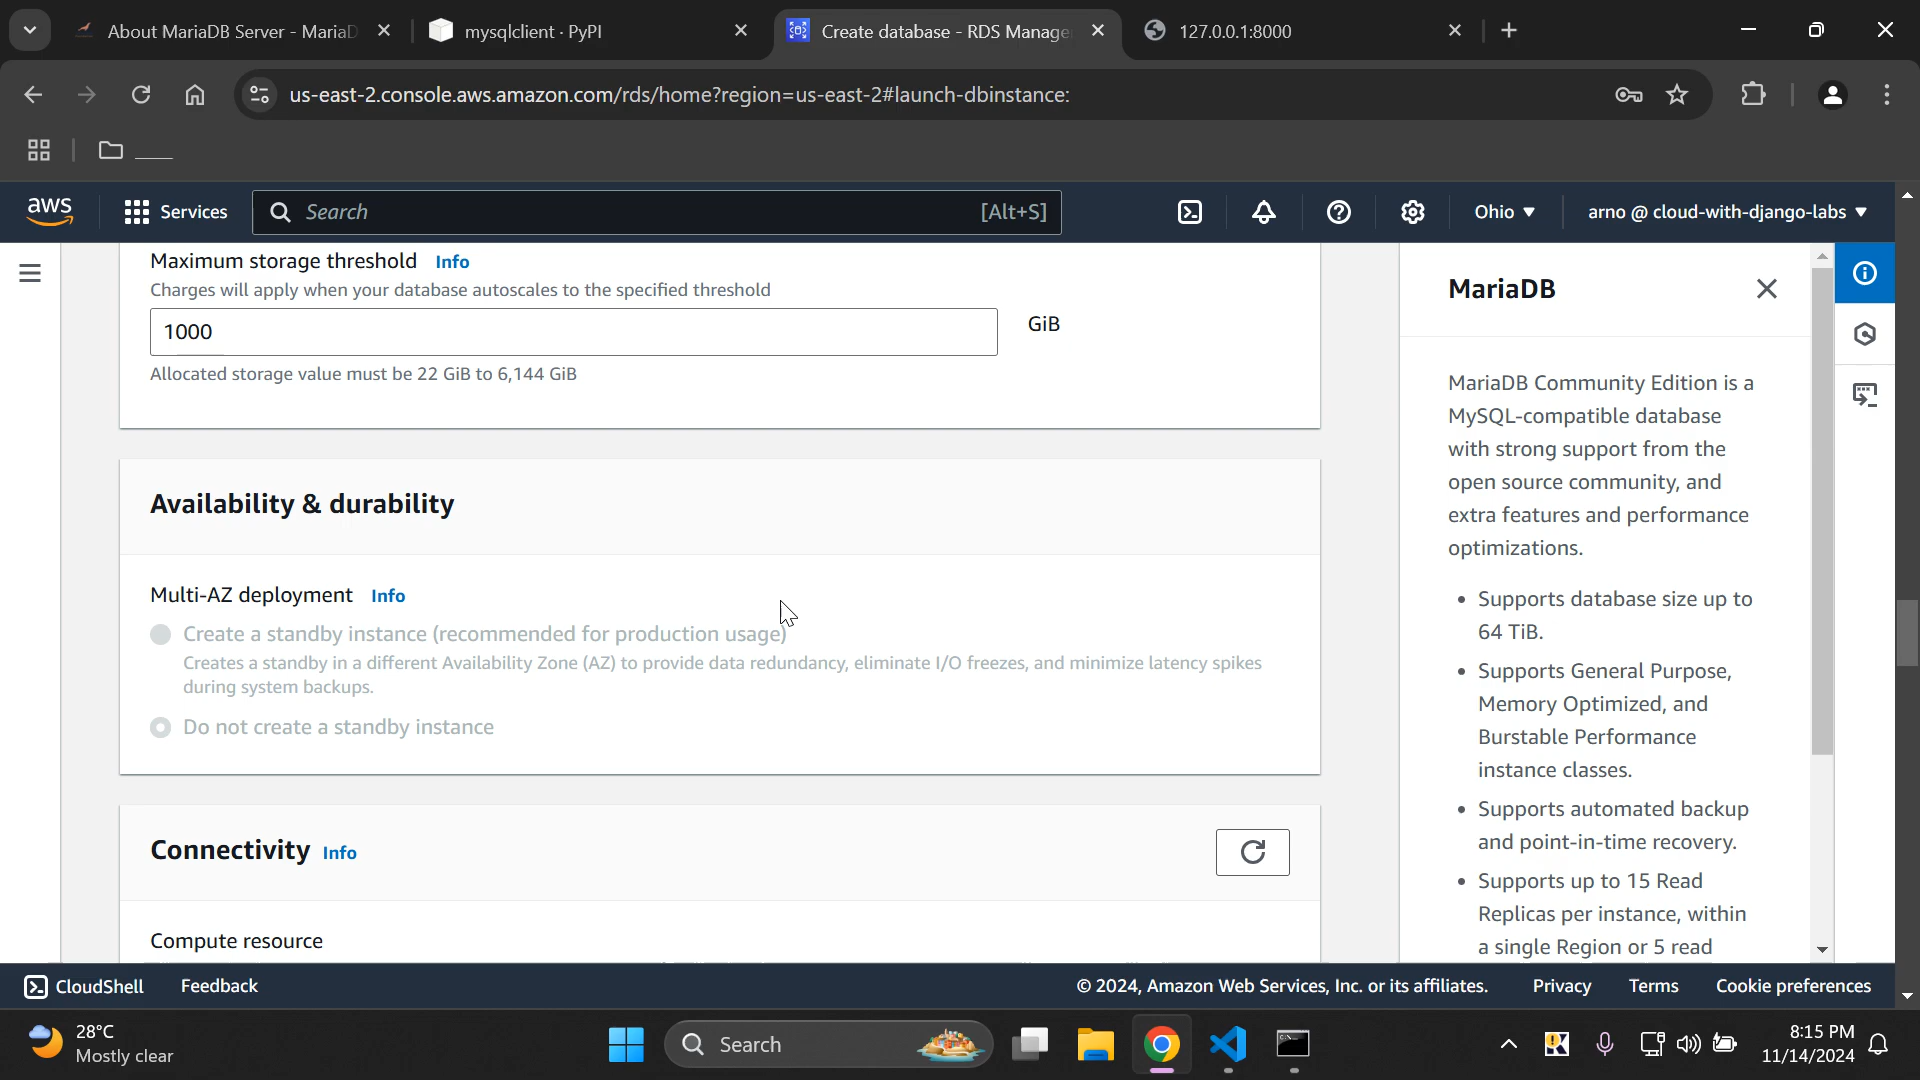 About MariaDB Server - MariaD
mysqlclient · PyPI
Create database - RDS Manage
127.0.0.1:8000
us-east-2.console.aws.amazon.com/rds/home?region=us-east-2#launch-dbinstance:
aws
Services
Search
[Alt+S]
Ohio
arno @ cloud-with-django-labs
Maximum storage threshold Info
Charges will apply when your database autoscales to the specified threshold
1000
GiB
Allocated storage value must be 22 GiB to 6,144 GiB
Availability & durability
Multi-AZ deployment Info
Create a standby instance (recommended for production usage)
Creates a standby in a different Availability Zone (AZ) to provide data redundancy, eliminate I/O freezes, and minimize latency spikes
during system backups.
Do not create a standby instance
Connectivity Info
Compute resource
MariaDB
MariaDB Community Edition is a
MySQL-compatible database
with strong support from the
open source community, and
extra features and performance
optimizations.
• Supports database size up to
64 TiB.
• Supports General Purpose,
Memory Optimized, and
Burstable Performance
instance classes.
• Supports automated backup
and point-in-time recovery.
• Supports up to 15 Read
Replicas per instance, within
a single Region or 5 read
CloudShell
Feedback
© 2024, Amazon Web Services, Inc. or its affiliates.
Privacy
Terms
Cookie preferences
28°C
Mostly clear
Search
8:15 PM
11/14/2024